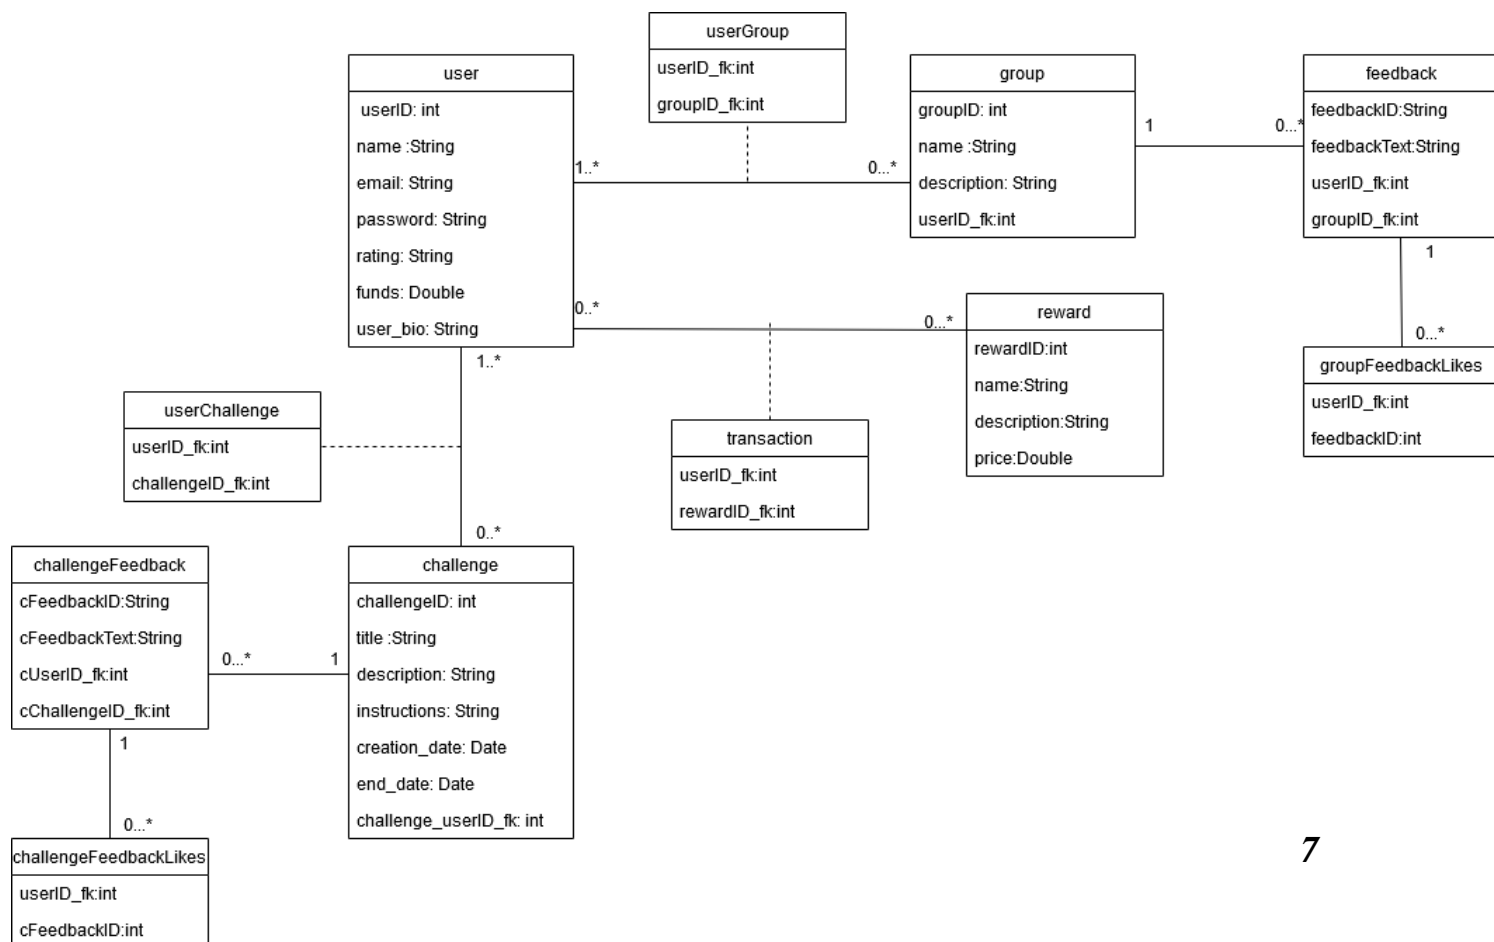 userGroup
userID_fk:int
groupID_fk:int
user
userID: int
name :String
email: String
password: String
rating: String
funds: Double
user_bio: String
1..*
0...*
group
groupID: int
name :String
description: String
userID_fk:int
1
0...*
feedback
feedbackID:String
feedbackText:String
userID_fk:int
groupID_fk:int
1
0...*
groupFeedbackLikes
userID_fk:int
feedbackID:int
0..*
0...*
reward
rewardID:int
name:String
description:String
price:Double
transaction
userID_fk:int
rewardID_fk:int
1..*
userChallenge
userID_fk:int
challengeID_fk:int
0..*
challenge
challengeID: int
title :String
description: String
instructions: String
creation_date: Date
end_date: Date
challenge_userID_fk: int
challengeFeedback
cFeedbackID:String
cFeedbackText:String
cUserID_fk:int
cChallengeID_fk:int
0...*
1
1
0...*
challengeFeedbackLikes
userID_fk:int
cFeedbackID:int
7